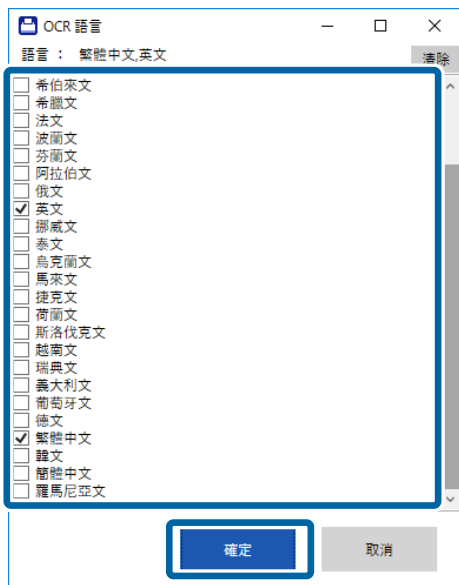 OCR 語言
語言 : 繁體中文,英文
清除
希伯來文
希臘文
法文
波蘭文
芬蘭文
阿拉伯文
俄文
英文
挪威文
泰文
烏克蘭文
馬來文
捷克文
荷蘭文
斯洛伐克文
越南文
瑞典文
義大利文
葡萄牙文
德文
繁體中文
韓文
簡體中文
羅馬尼亞文
確定
取消